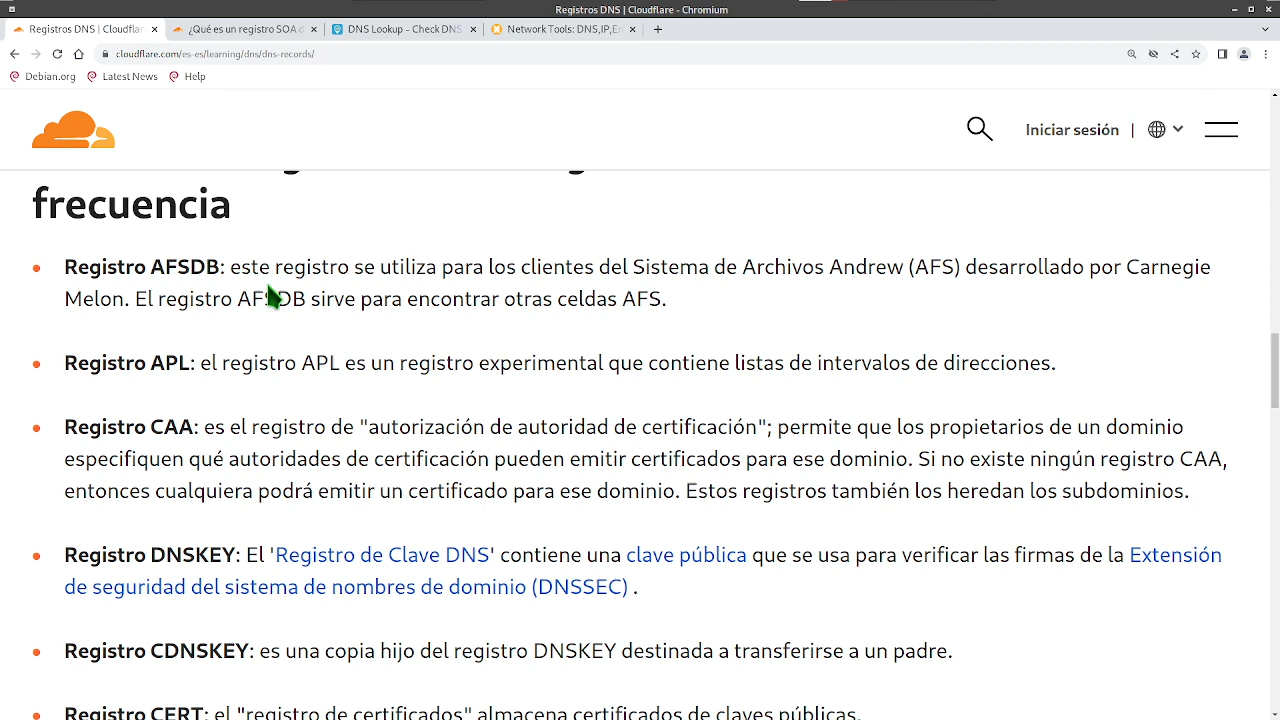 Registros DNS | Cloudflare - Chromium
Registros DNS | Cloudflar
¿Qué es un registro SOA d
DNS Lookup - Check DNS
Network Tools: DNS,IP,Em
cloudflare.com/es-es/learning/dns/dns-records/
Debian.org
Latest News
Help
Iniciar sesión |
frecuencia
Registro AFSDB: este registro se utiliza para los clientes del Sistema de Archivos Andrew (AFS) desarrollado por Carnegie
Melon. El registro AFSDB sirve para encontrar otras celdas AFS.
Registro APL: el registro APL es un registro experimental que contiene listas de intervalos de direcciones.
Registro CAA: es el registro de "autorización de autoridad de certificación"; permite que los propietarios de un dominio
especifiquen qué autoridades de certificación pueden emitir certificados para ese dominio. Si no existe ningún registro CAA,
entonces cualquiera podrá emitir un certificado para ese dominio. Estos registros también los heredan los subdominios.
Registro DNSKEY: El 'Registro de Clave DNS' contiene una clave pública que se usa para verificar las firmas de la Extensión
de seguridad del sistema de nombres de dominio (DNSSEC) .
Registro CDNSKEY: es una copia hijo del registro DNSKEY destinada a transferirse a un padre.
Registro CERT: el "registro de certificados" almacena certificados de claves públicas.